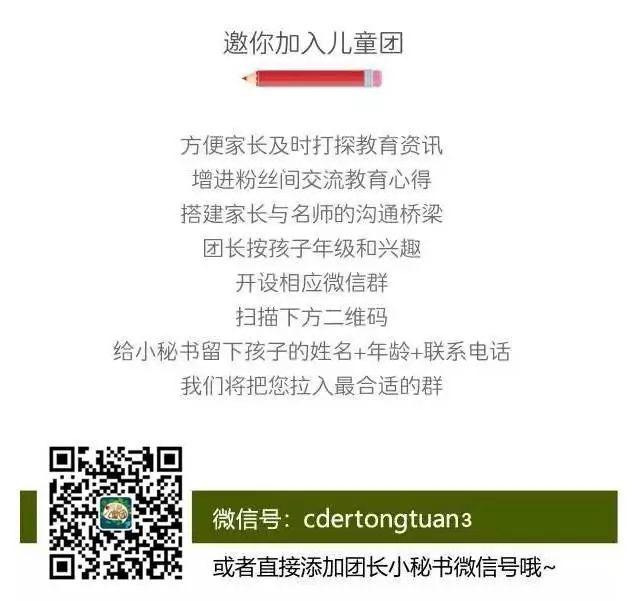 邀你加入儿童团
方便家长及时打探教育资讯
增进粉丝间交流教育心得
搭建家长与名师的沟通桥梁
团长按孩子年级和兴趣
开设相应微信群
扫描下方二维码
给小秘书留下孩子的姓名+年龄+联系电话
我们将把您拉入最合适的群
微信号：cdertongtuan3
或者直接添加团长小秘书微信号哦~